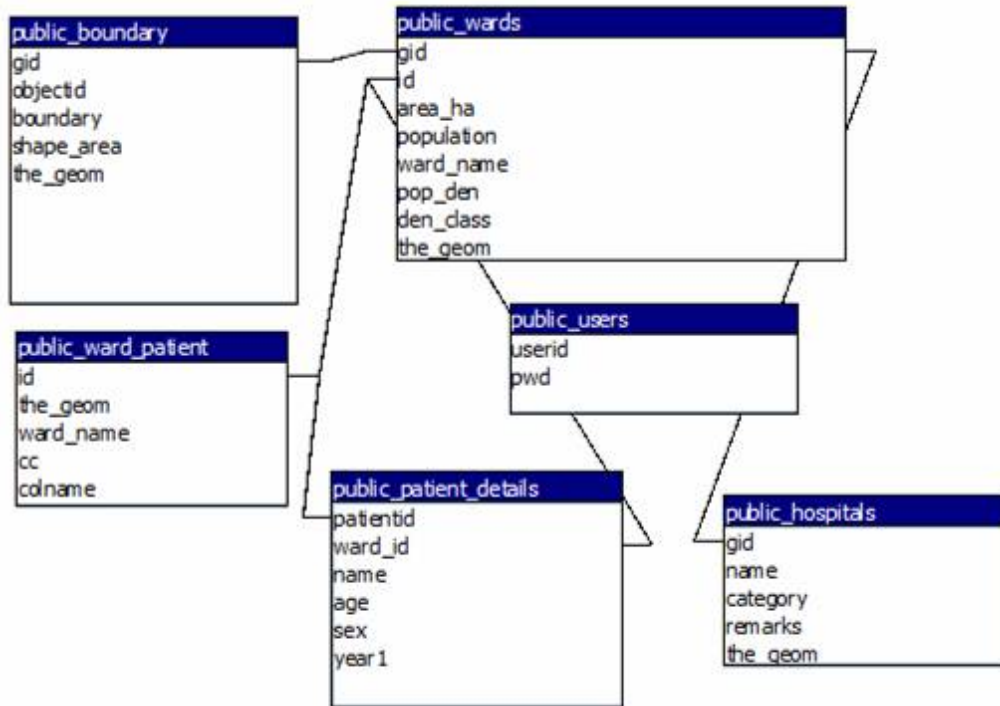 public_boundary
gid
objectid
boundary
shape_area
the_geom
public_wards
gid
id
area_ha
population
ward_name
pop_den
den_class
the_geom
public_users
userid
pwd
public_ward_patient
id
the_geom
ward_name
cc
colname
public_patient_details
patientid
ward_id
name
age
sex
year1
public_hospitals
gid
name
category
remarks
the_geom